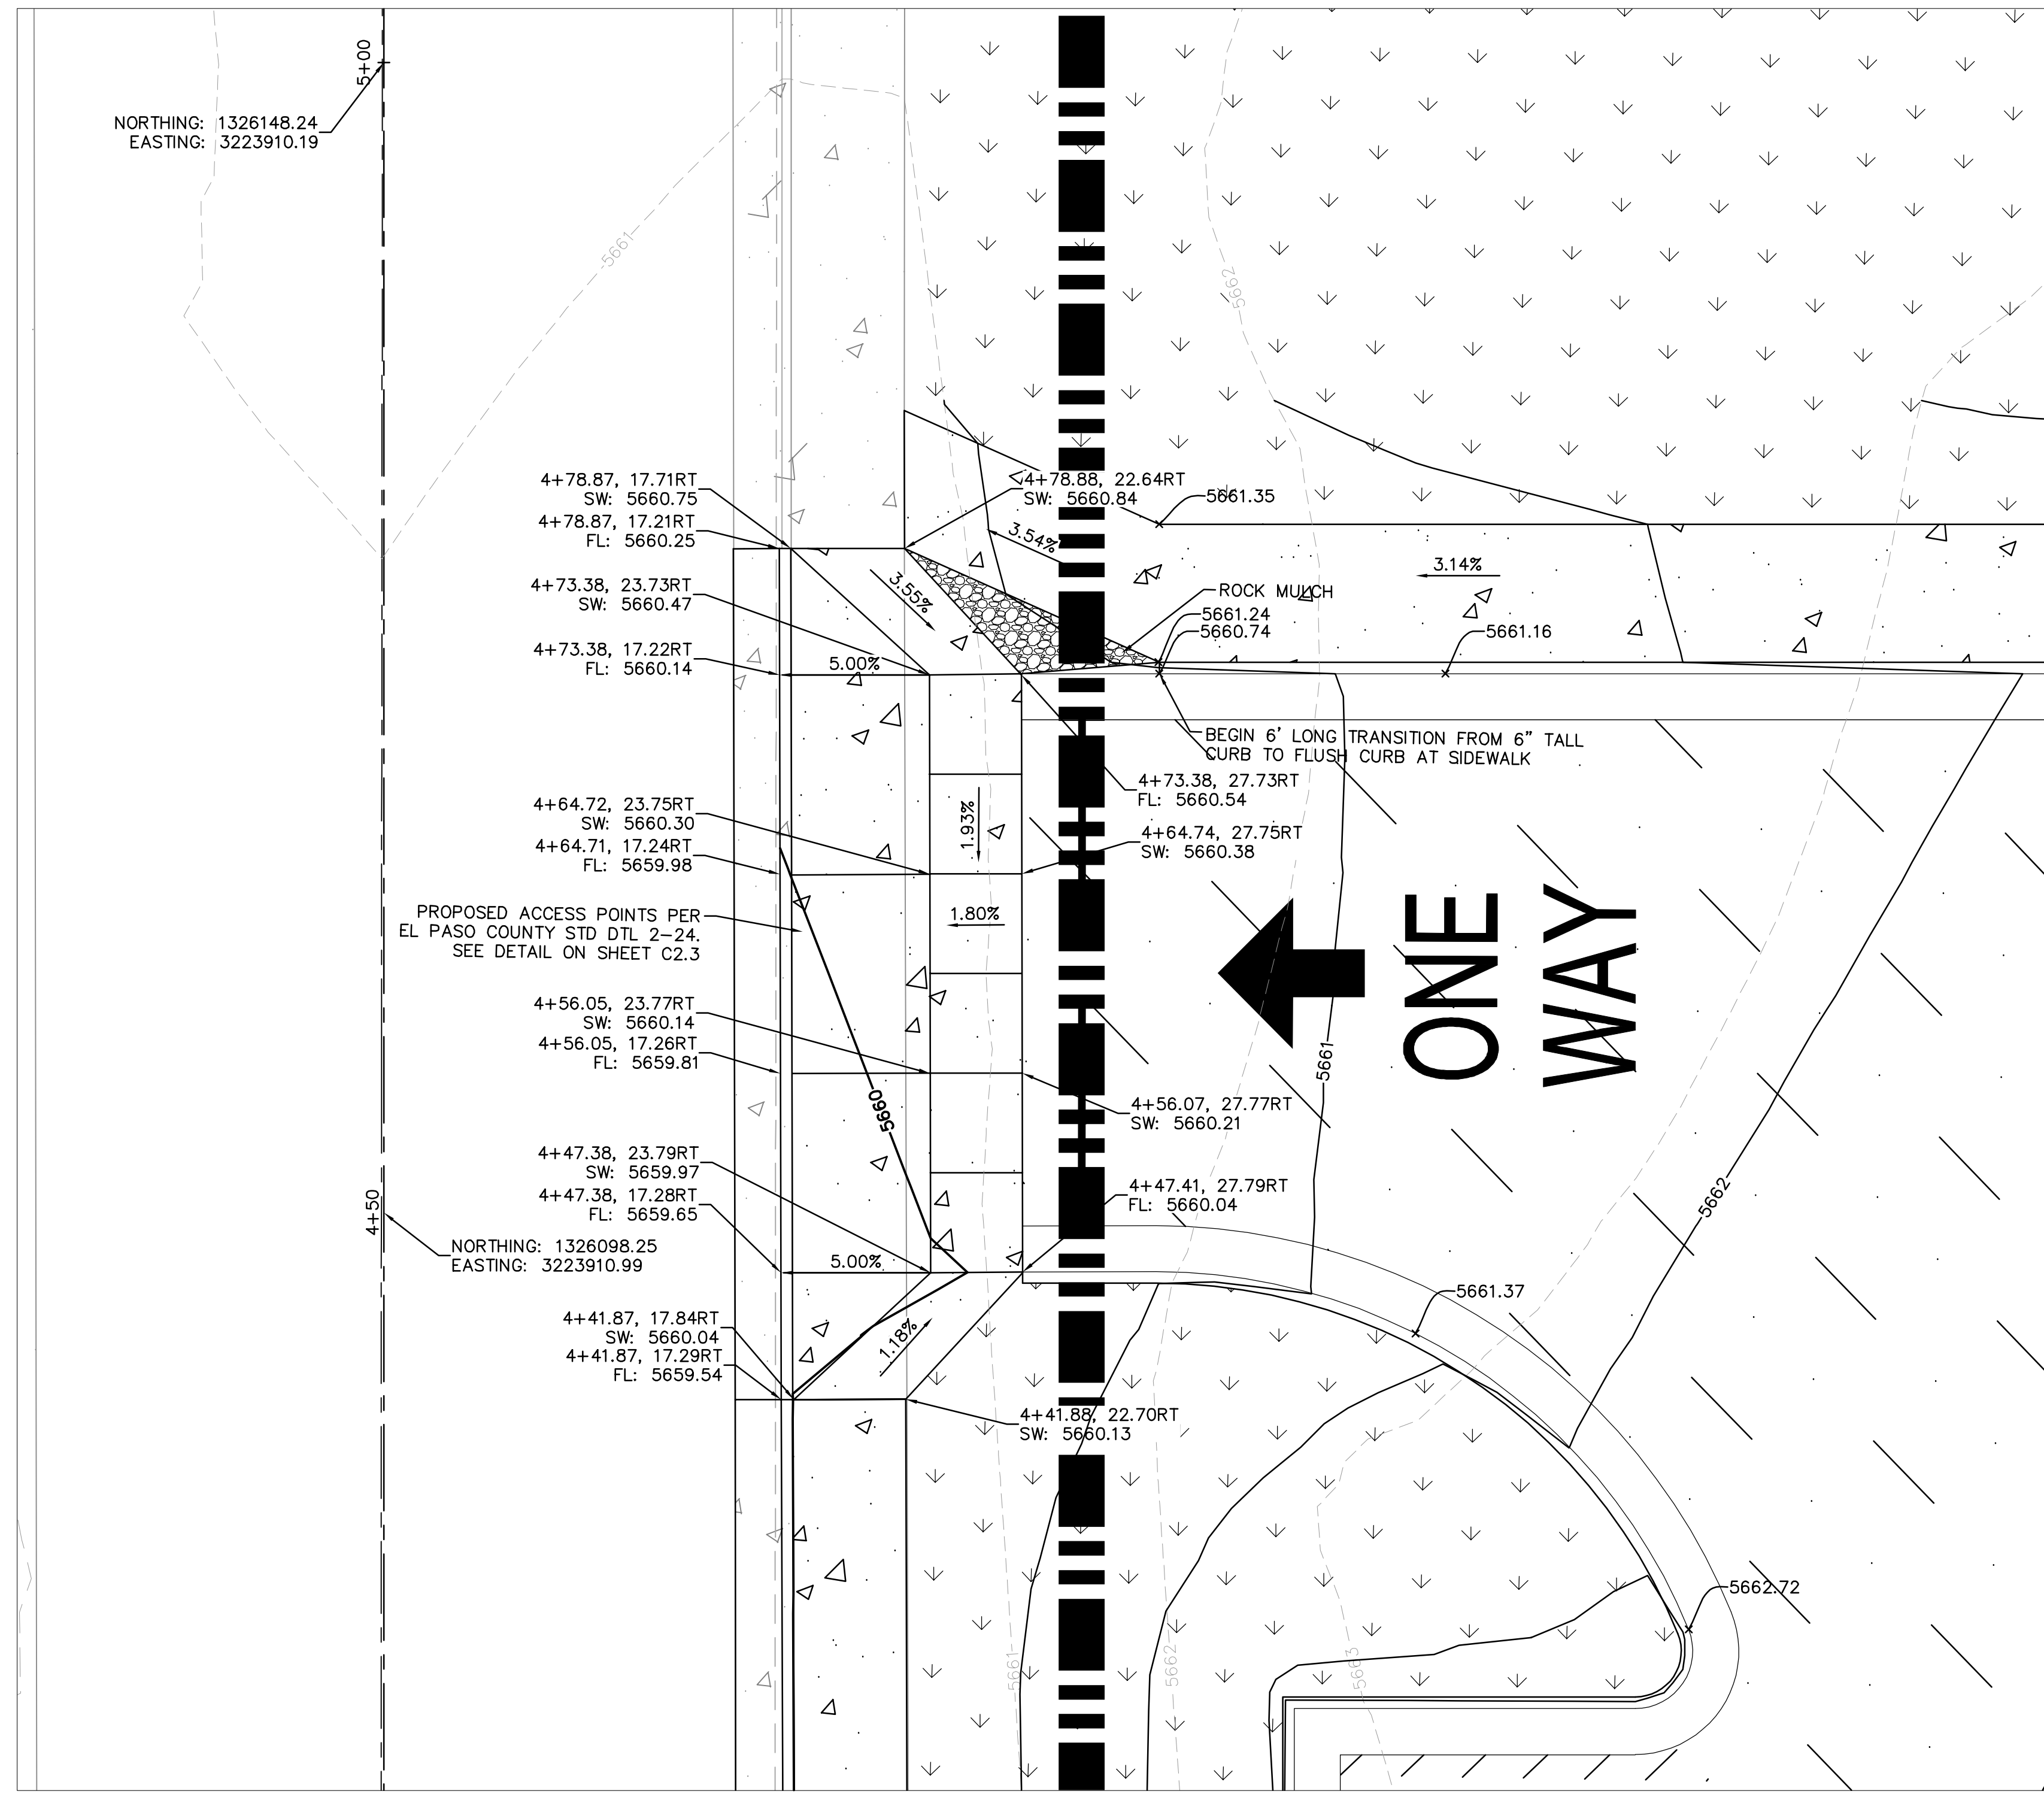 5+00
NORTHING: 1326148.24
EASTING: 3223910.19
5661
5662
4+78.87, 17.71RT
SW: 5660.75
4+78.87, 17.21RT
FL: 5660.25
4+78.88, 22.64RT
SW: 5660.84
5661.35
3.54%
3.55%
3.14%
4+73.38, 23.73RT
SW: 5660.47
ROCK MULCH
5661.24
5660.74
5661.16
4+73.38, 17.22RT
FL: 5660.14
5.00%
BEGIN 6' LONG TRANSITION FROM 6" TALL
CURB TO FLUSH CURB AT SIDEWALK
4+73.38, 27.73RT
FL: 5660.54
4+64.72, 23.75RT
SW: 5660.30
4+64.71, 17.24RT
FL: 5659.98
1.93%
4+64.74, 27.75RT
SW: 5660.38
PROPOSED ACCESS POINTS PER
EL PASO COUNTY STD DTL 2-24.
SEE DETAIL ON SHEET C2.3
1.80%
ONE
WAY
4+56.05, 23.77RT
SW: 5660.14
4+56.05, 17.26RT
FL: 5659.81
5661
5660
4+56.07, 27.77RT
SW: 5660.21
4+47.38, 23.79RT
SW: 5659.97
4+47.38, 17.28RT
FL: 5659.65
4+47.41, 27.79RT
FL: 5660.04
5662
4+50
NORTHING: 1326098.25
EASTING: 3223910.99
5.00%
5661.37
4+41.87, 17.84RT
SW: 5660.04
4+41.87, 17.29RT
FL: 5659.54
1.18%
4+41.88, 22.70RT
SW: 5660.13
5662.72
5661
5662
5663